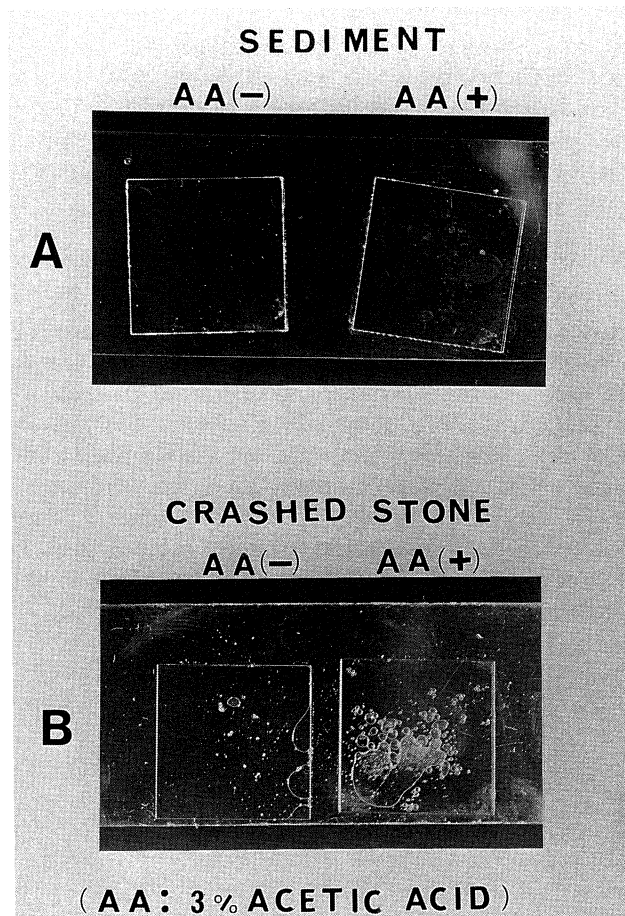 SEDIMENT
AA(−) AA(+)
A
CRASHED STONE
AA(−) AA(+)
B
(AA: 3% ACETIC ACID)